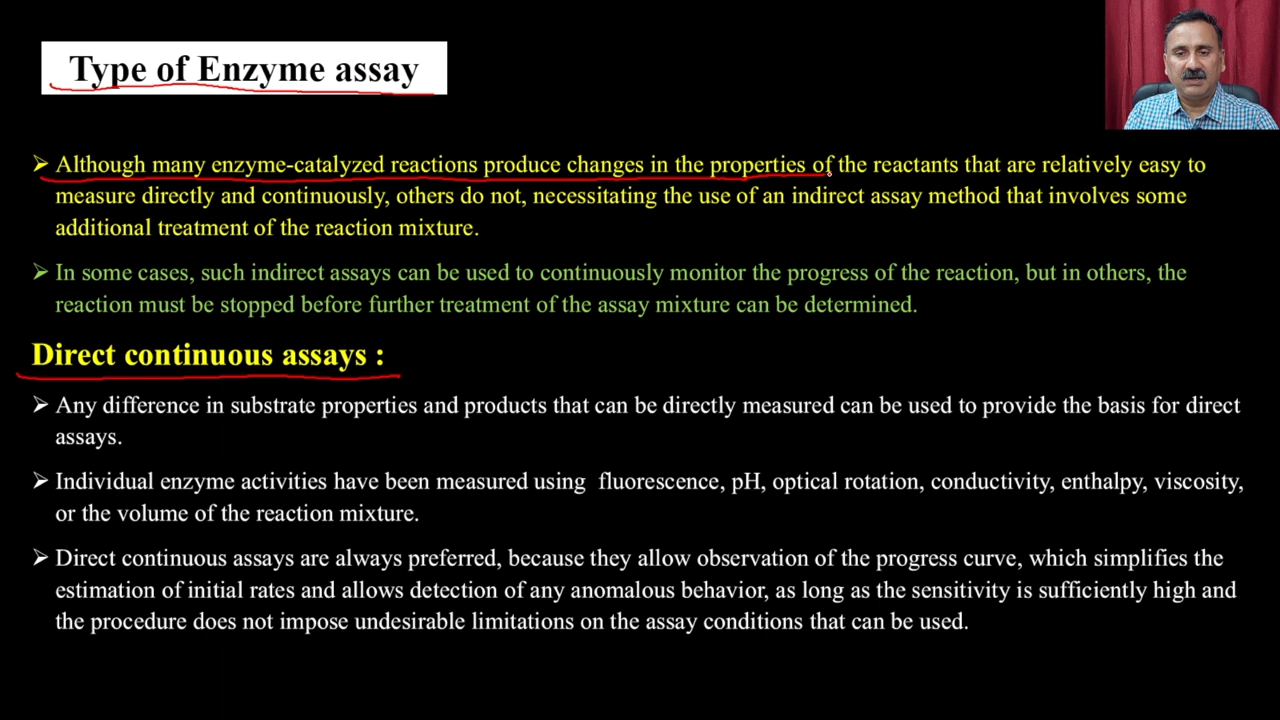 Type of Enzyme assay
➢ Although many enzyme-catalyzed reactions produce changes in the properties of the reactants that are relatively easy to
measure directly and continuously, others do not, necessitating the use of an indirect assay method that involves some
additional treatment of the reaction mixture.
➢ In some cases, such indirect assays can be used to continuously monitor the progress of the reaction, but in others, the
reaction must be stopped before further treatment of the assay mixture can be determined.
Direct continuous assays :
➢ Any difference in substrate properties and products that can be directly measured can be used to provide the basis for direct
assays.
➢ Individual enzyme activities have been measured using fluorescence, pH, optical rotation, conductivity, enthalpy, viscosity,
or the volume of the reaction mixture.
➢ Direct continuous assays are always preferred, because they allow observation of the progress curve, which simplifies the
estimation of initial rates and allows detection of any anomalous behavior, as long as the sensitivity is sufficiently high and
the procedure does not impose undesirable limitations on the assay conditions that can be used.